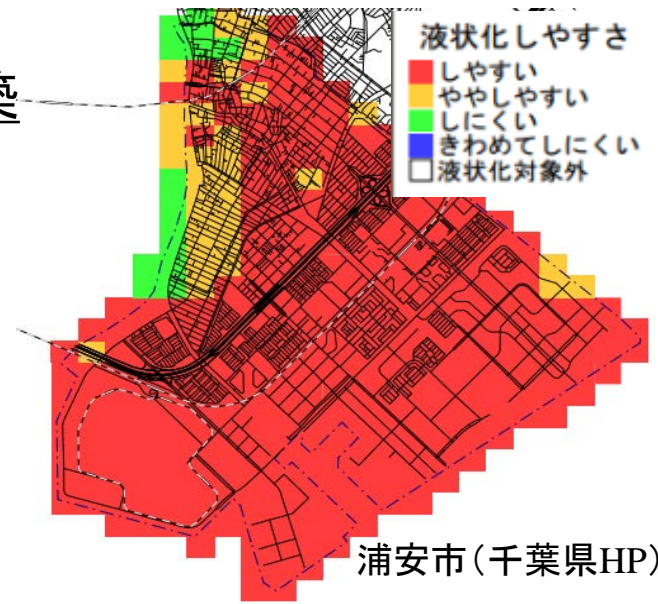 液状化しやすさ
しやすい
ややしやすい
しにくい
きわめてしにくい
液状化対象外
浦安市(千葉県HP)